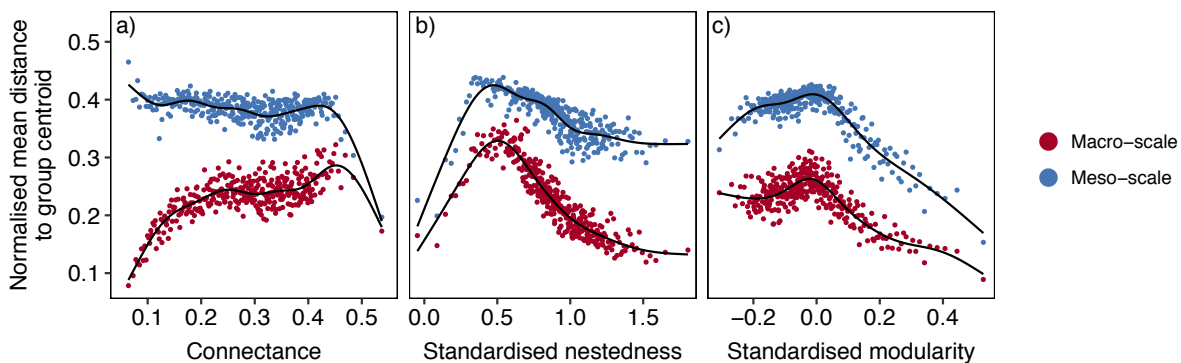 Normalised mean distance
to group centroid
0.5
0.4
0.3
0.2
0.1
a)
0.1 0.2 0.3 0.4 0.5
Connectance
b)
0.0 0.5 1.0 1.5
Standardised nestedness
c)
−0.2 0.0 0.2 0.4
Standardised modularity
Macro−scale
Meso−scale